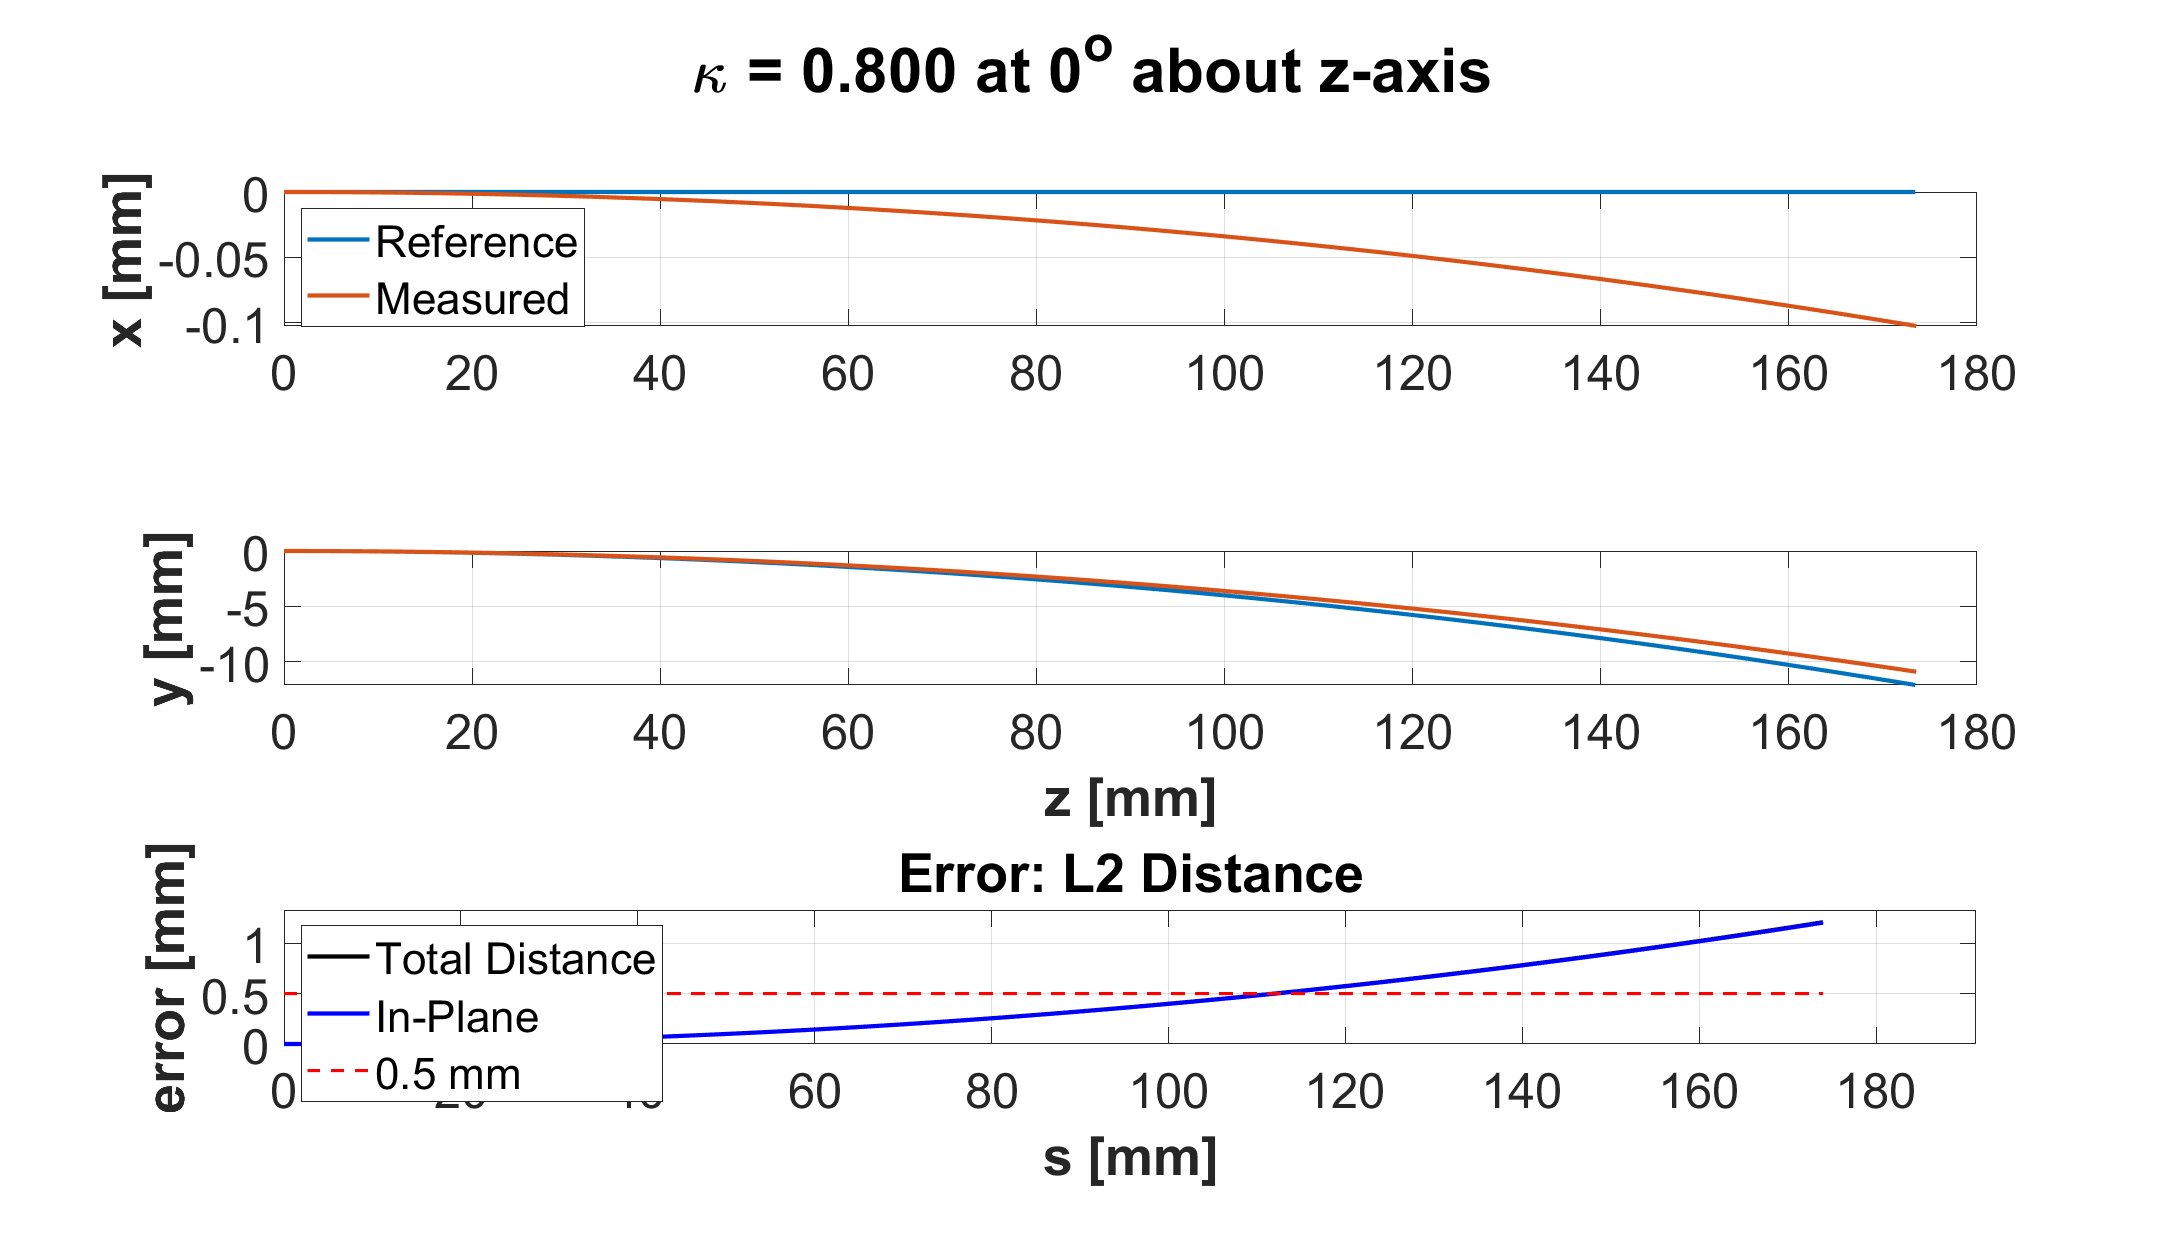 κ = 0.800 at 0° about z-axis
x [mm]
0
-0.05
-0.1
Reference
Measured
0 20 40 60 80 100 120 140 160 180
y [mm]
0
-5
-10
0 20 40 60 80 100 120 140 160 180
z [mm]
Error: L2 Distance
error [mm]
1
0.5
0
Total Distance
In-Plane
0.5 mm
0 60 80 100 120 140 160 180
s [mm]